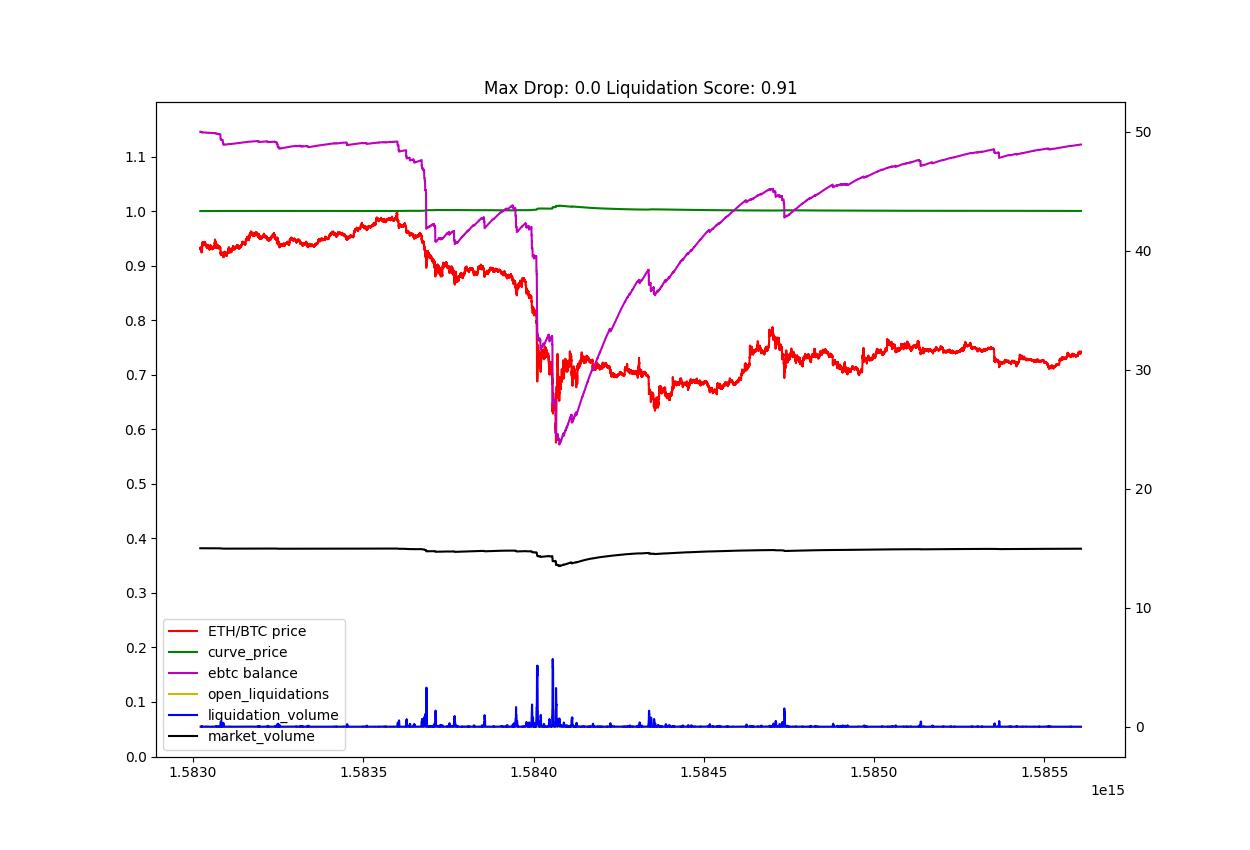 Max Drop: 0.0 Liquidation Score: 0.91
1.1
1.0
0.9
0.8
0.7
0.6
0.5
0.4
0.3
0.2
0.1
0.0
50
40
30
20
10
0
ETH/BTC price
curve_price
ebtc balance
open_liquidations
liquidation_volume
market_volume
1.5830 1.5835 1.5840 1.5845 1.5850 1.5855
1e15